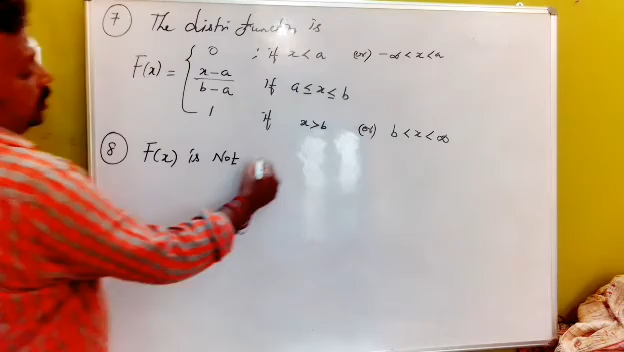 ⑦ The distri function is
F(x) = { 0 ; if x < a (or) -∞ < x < a
x-a / b-a if a ≤ x ≤ b
1 if x > b (or) b < x < ∞
⑧ F(x) is Not